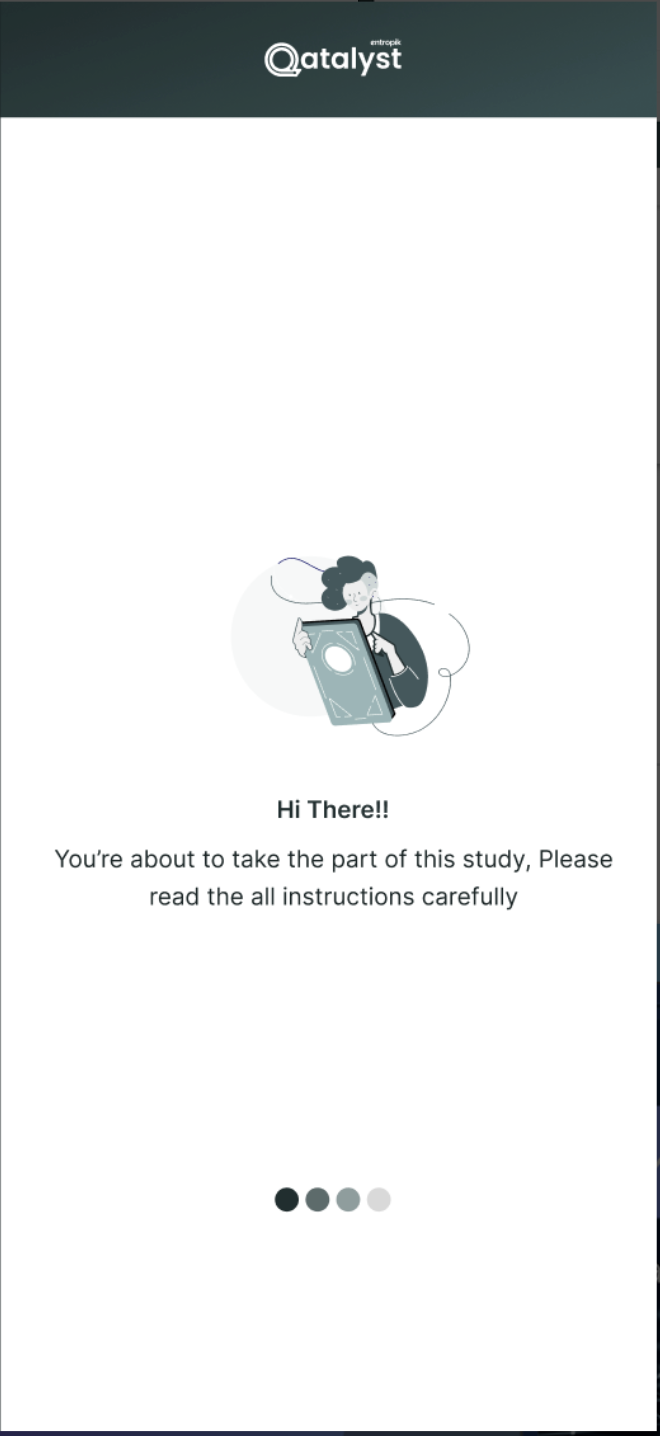 entropik
Qatalyst
Hi There!!
You’re about to take the part of this study, Please
read the all instructions carefully